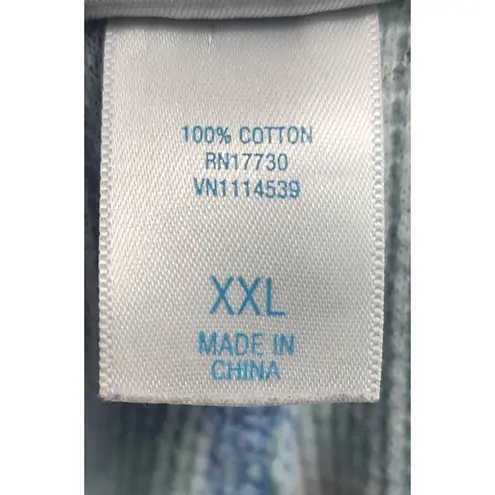 100% COTTON
RN17730
VN1114539
XXL
MADE IN
CHINA